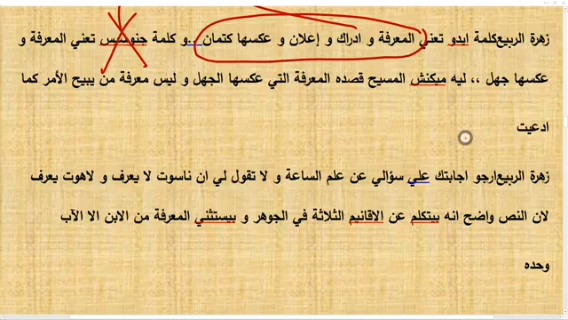 زهرة الربيعكلمة ايدو تعني المعرفة و ادراك و إعلان و عكسها كتمان...و كلمة جنوسس تعني المعرفة و
عكسها جهل ،، ليه ميكنش المسيح قصده المعرفة التي عكسها الجهل و ليس معرفة من يبيح الأمر كما
ادعيت
زهرة الربيعارجو اجابتك علي سؤالي عن علم الساعة و لا تقول لي ان ناسوت لا يعرف و لاهوت يعرف
لان النص واضح انه بيتكلم عن الاقانيم الثلاثة في الجوهر و بيستثني المعرفة من الابن الا الآب
وحده